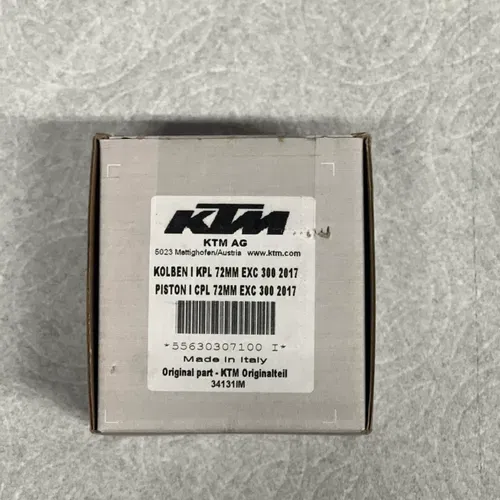 KTM
KTM AG
5023 Mattighofen/Austria www.ktm.com
KOLBEN I KPL 72MM EXC 300 2017
PISTON I CPL 72MM EXC 300 2017
*55630307100 I*
Made in Italy
Original part - KTM Originalteil
34131IM